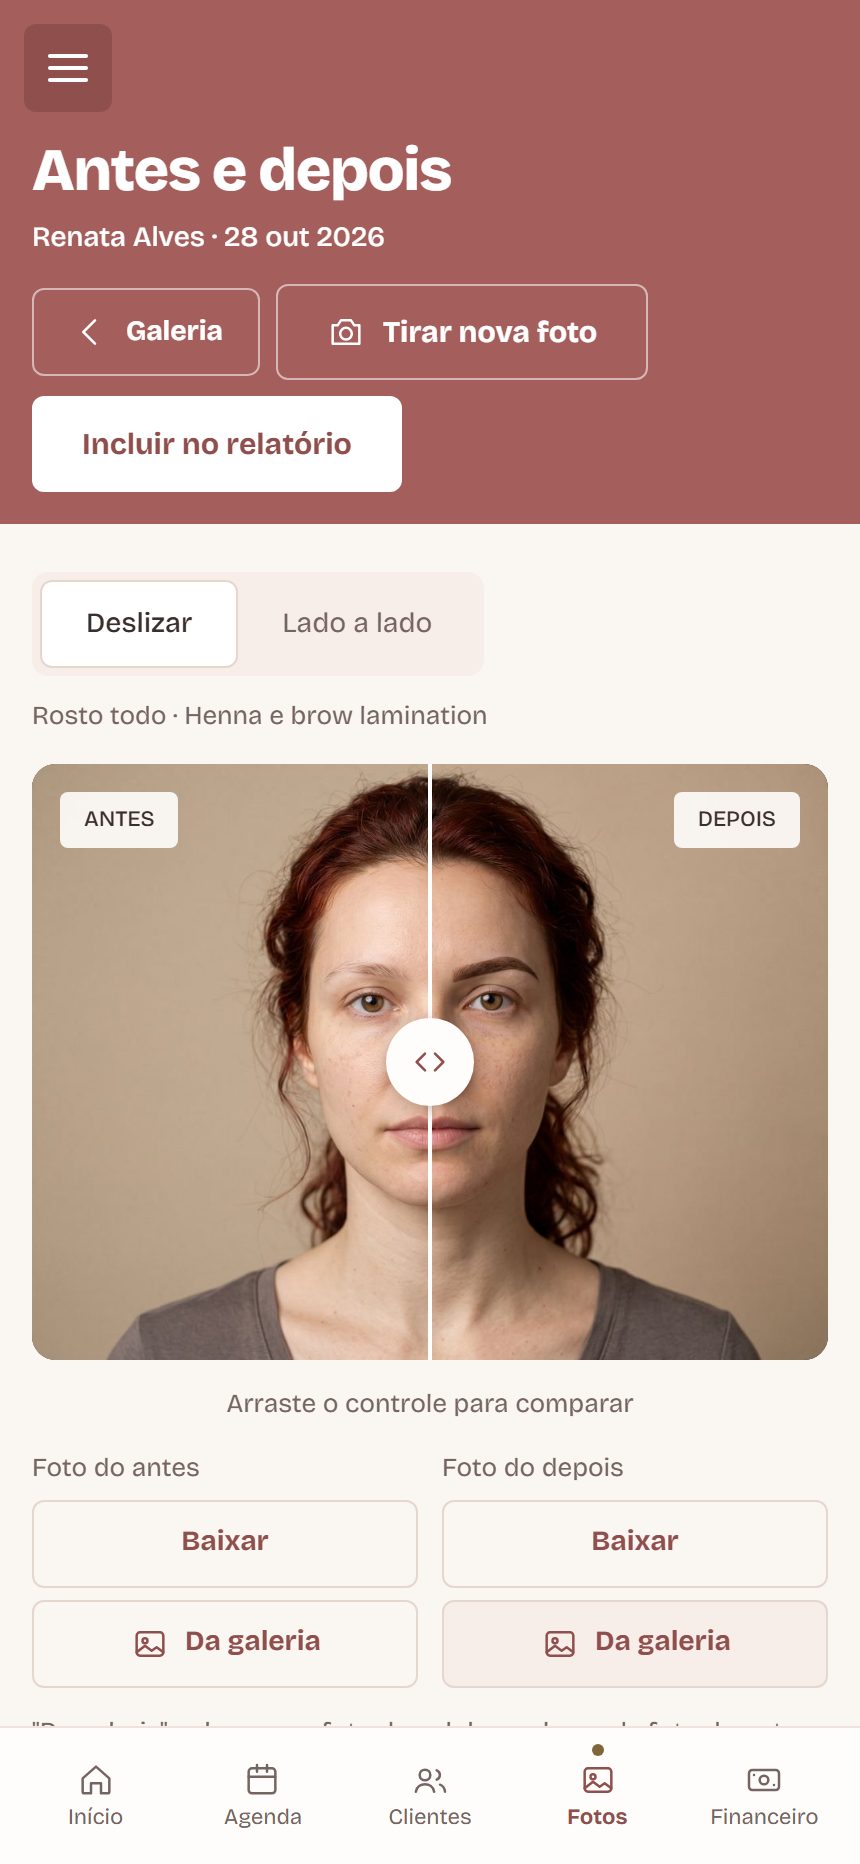 Antes e depois
Renata Alves · 28 out 2026
Galeria
Tirar nova foto
Incluir no relatório
Deslizar
Lado a lado
Rosto todo · Henna e brow lamination
ANTES
DEPOIS
Arraste o controle para comparar
Foto do antes
Foto do depois
Baixar
Baixar
Da galeria
Da galeria
Início
Agenda
Clientes
Fotos
Financeiro